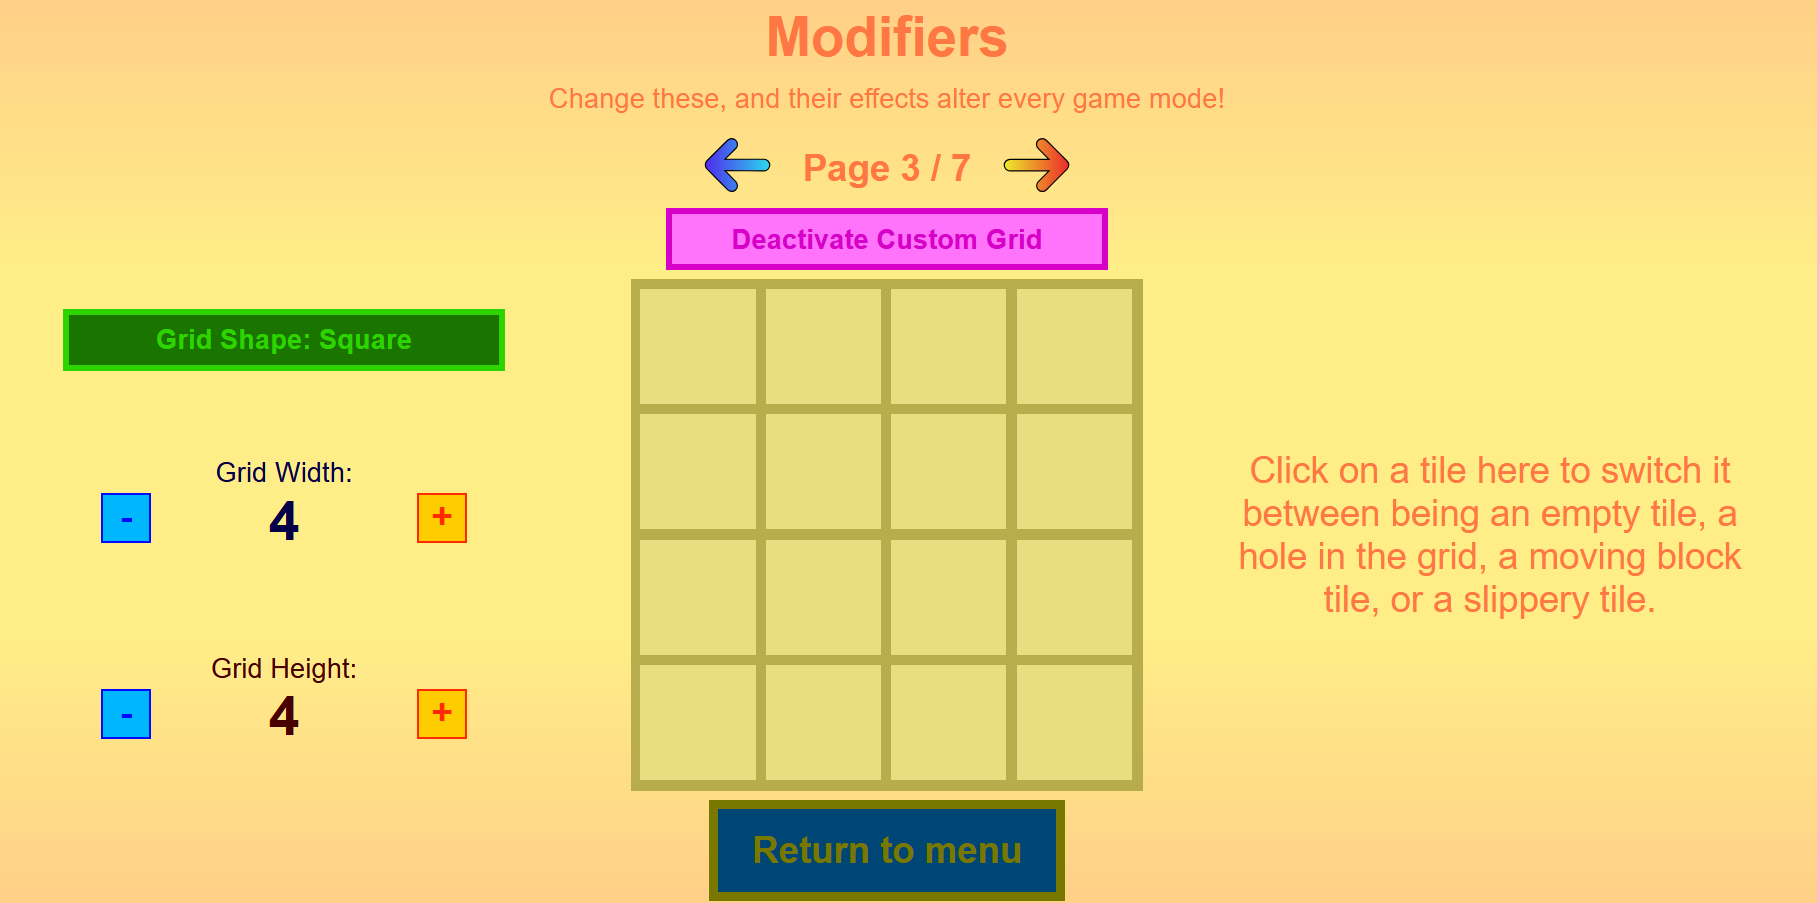 Modifiers
Change these, and their effects alter every game mode!
Page 3 / 7
Deactivate Custom Grid
Grid Shape: Square
Grid Width:
- 4 +
Grid Height:
- 4 +
Click on a tile here to switch it
between being an empty tile, a
hole in the grid, a moving block
tile, or a slippery tile.
Return to menu